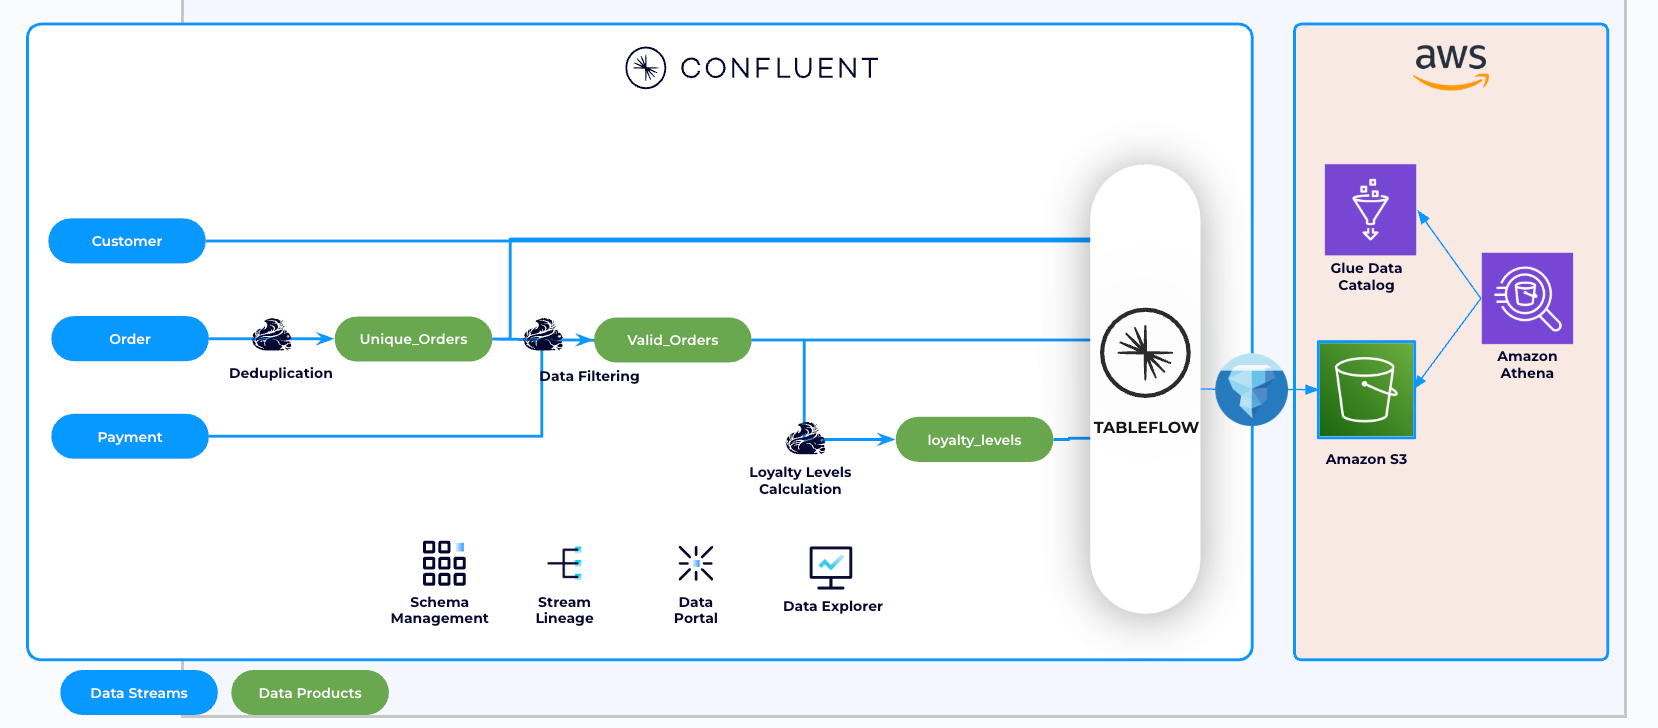 CONFLUENT
aws
Customer
Order
Deduplication
Unique_Orders
Data Filtering
Valid_Orders
Payment
Loyalty Levels
Calculation
loyalty_levels
TABLEFLOW
Glue Data
Catalog
Amazon
Athena
Amazon S3
Schema
Management
Stream
Lineage
Data
Portal
Data Explorer
Data Streams
Data Products